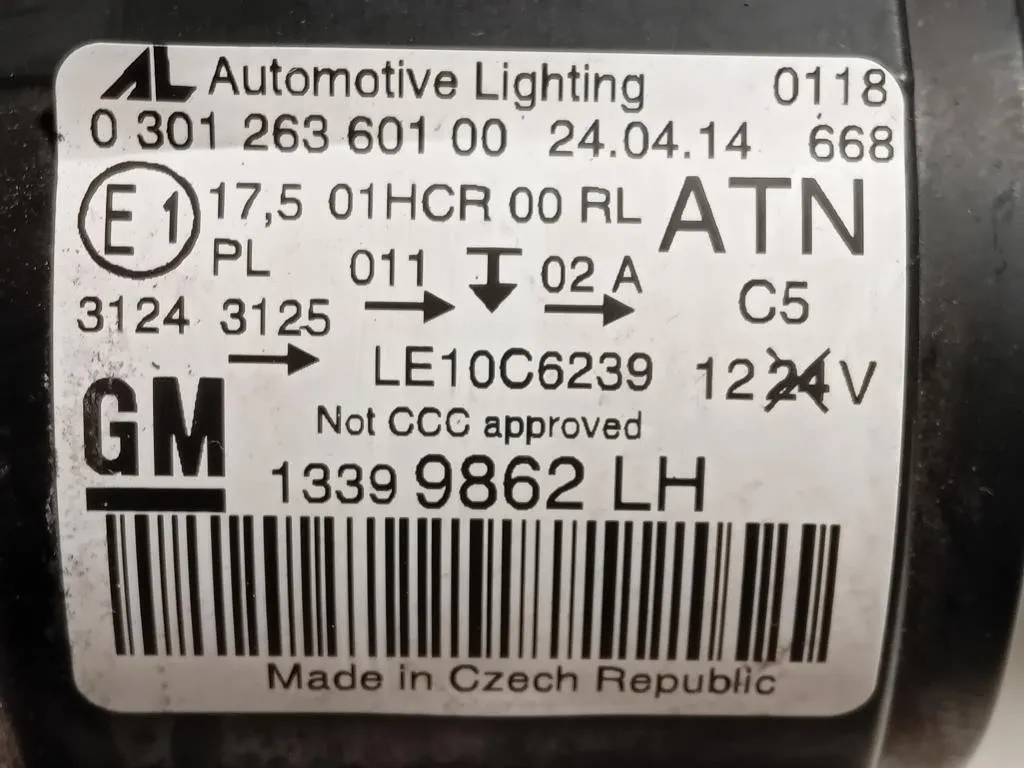 AL Automotive Lighting 0118
0 301 263 601 00 24.04.14 668
E1 17,5 01HCR 00 RL ATN
PL 011 02 A C5
3124 3125
LE10C6239 12 24 V
GM Not CCC approved
1339 9862 LH
Made in Czech Republic